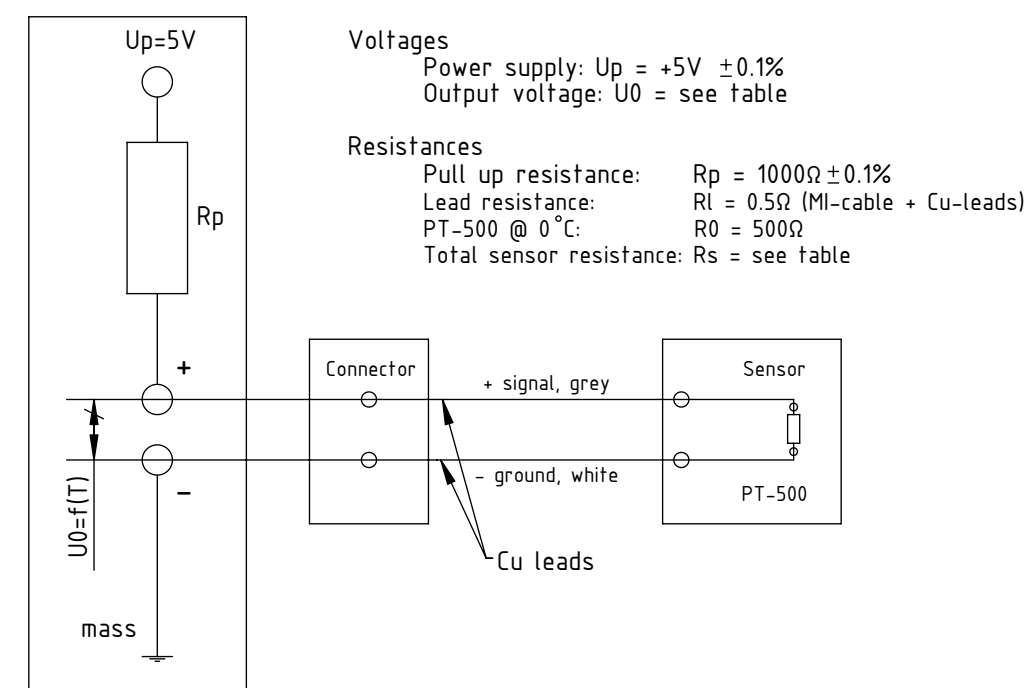 Up=5V
Voltages
Power supply: Up = +5V ±0.1%
Output voltage: U0 = see table
Resistances
Pull up resistance: Rp = 1000Ω±0.1%
Lead resistance: Rl = 0.5Ω (MI-cable + Cu-leads)
PT-500 @ 0°C: R0 = 500Ω
Total sensor resistance: Rs = see table
Rp
+
Connector
Sensor
+ signal, grey
- ground, white
-
PT-500
U0=f(T)
Cu leads
mass